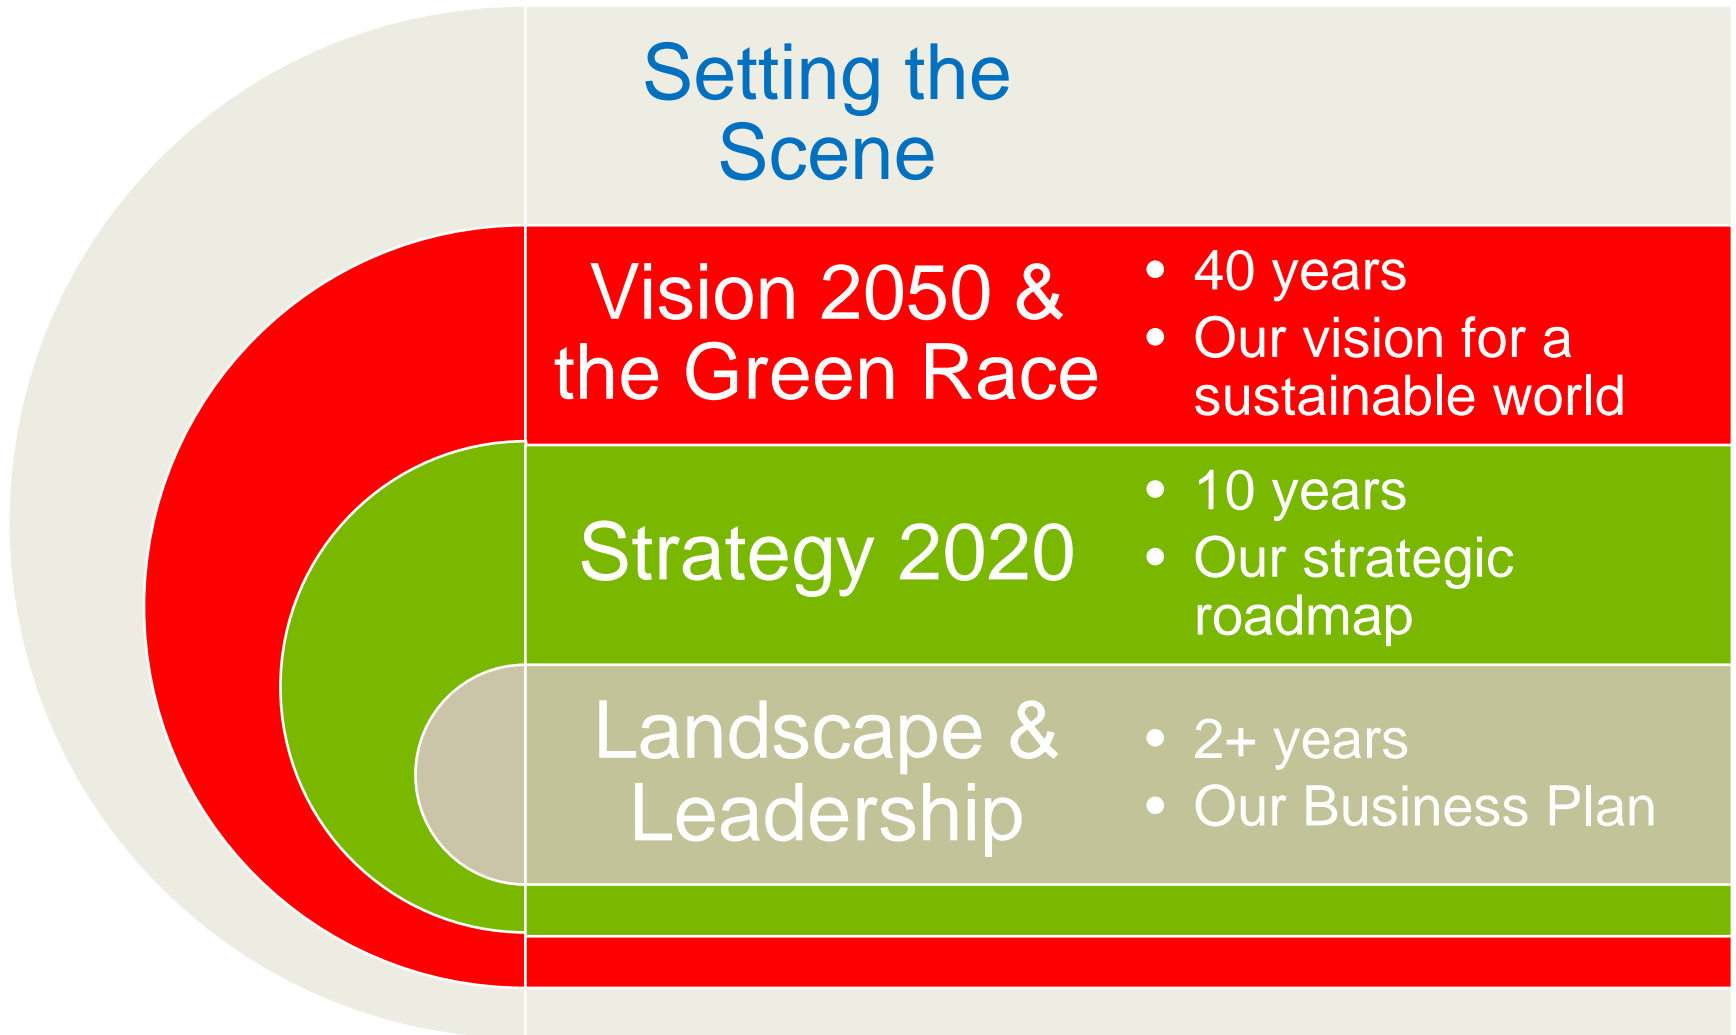 Setting the
Scene
Vision 2050 &
the Green Race
• 40 years
• Our vision for a
sustainable world
Strategy 2020
• 10 years
• Our strategic
roadmap
Landscape &
Leadership
• 2+ years
• Our Business Plan